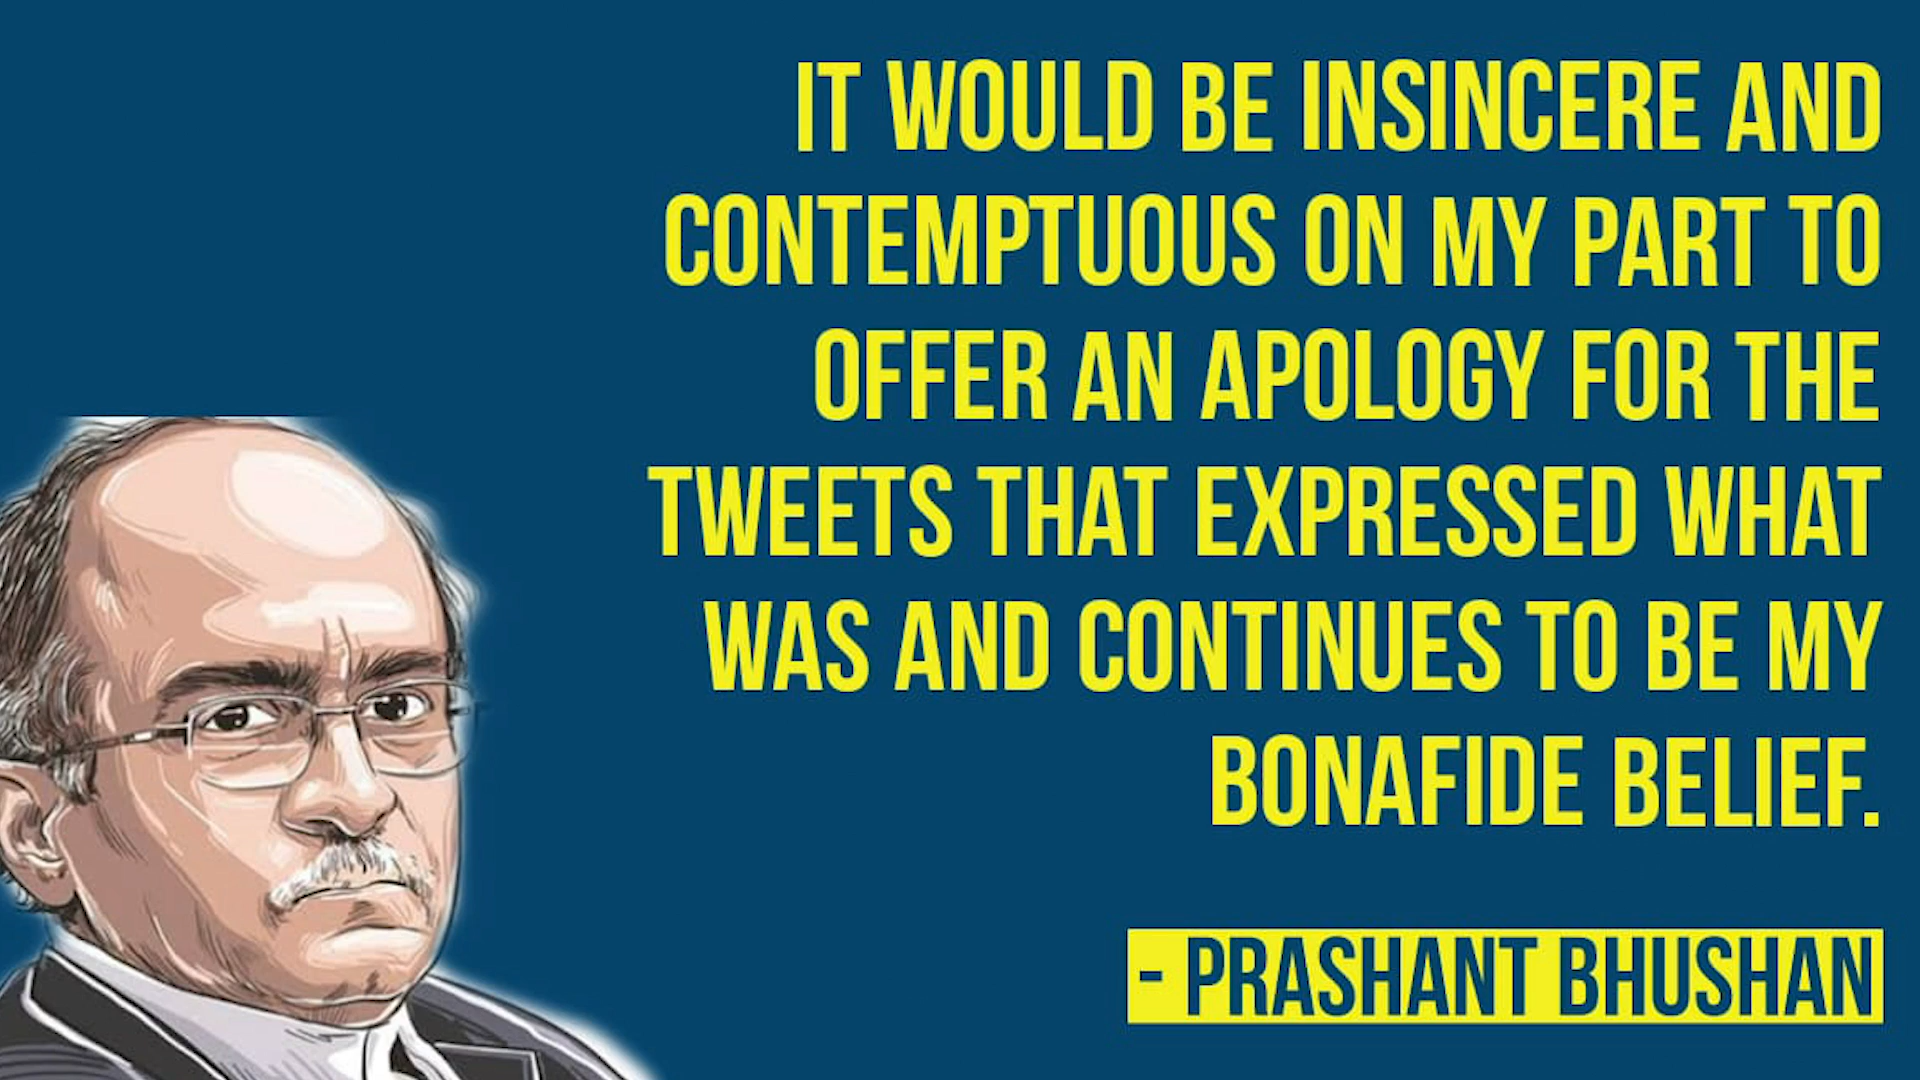 IT WOULD BE INSINCERE AND
CONTEMPTUOUS ON MY PART TO
OFFER AN APOLOGY FOR THE
TWEETS THAT EXPRESSED WHAT
WAS AND CONTINUES TO BE MY
BONAFIDE BELIEF.
- PRASHANT BHUSHAN